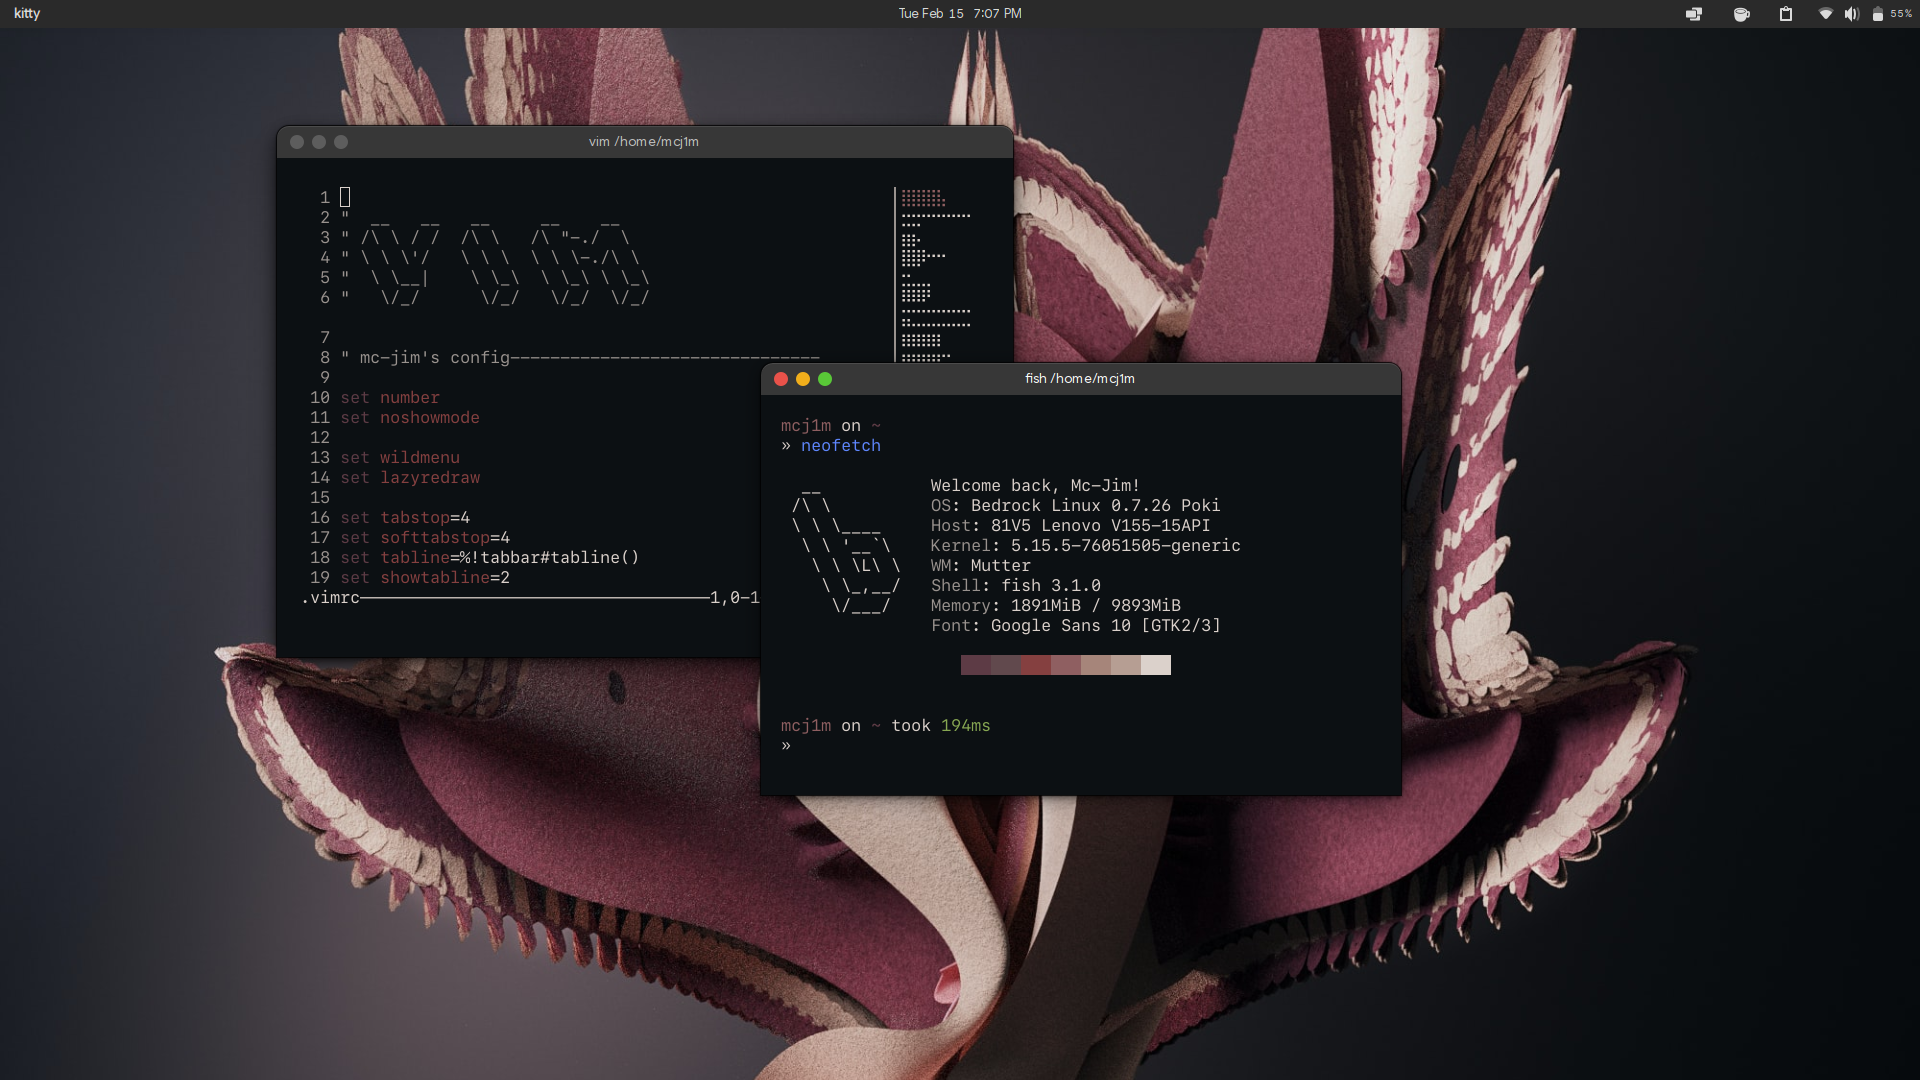 kitty
Tue Feb 15 7:07 PM
55%
vim /home/mcj1m
1
2 "   __   __   __     __    __
3 " /\ \ / /  /\ \   /\ "-./  \
4 " \ \ \'/   \ \ \  \ \ \-./\ \
5 "  \ \__|    \ \_\  \ \_\ \ \_\
6 "   \/_/      \/_/   \/_/  \/_/
7
8 " mc-jim's config-------------------------------
9
10 set number
11 set noshowmode
12
13 set wildmenu
14 set lazyredraw
15
16 set tabstop=4
17 set softtabstop=4
18 set tabline=%!tabbar#tabline()
19 set showtabline=2
.vimrc───────────────────────────────────1,0-1
fish /home/mcj1m
mcj1m on ~
» neofetch
Welcome back, Mc-Jim!
OS: Bedrock Linux 0.7.26 Poki
Host: 81V5 Lenovo V155-15API
Kernel: 5.15.5-76051505-generic
WM: Mutter
Shell: fish 3.1.0
Memory: 1891MiB / 9893MiB
Font: Google Sans 10 [GTK2/3]
mcj1m on ~ took 194ms
»